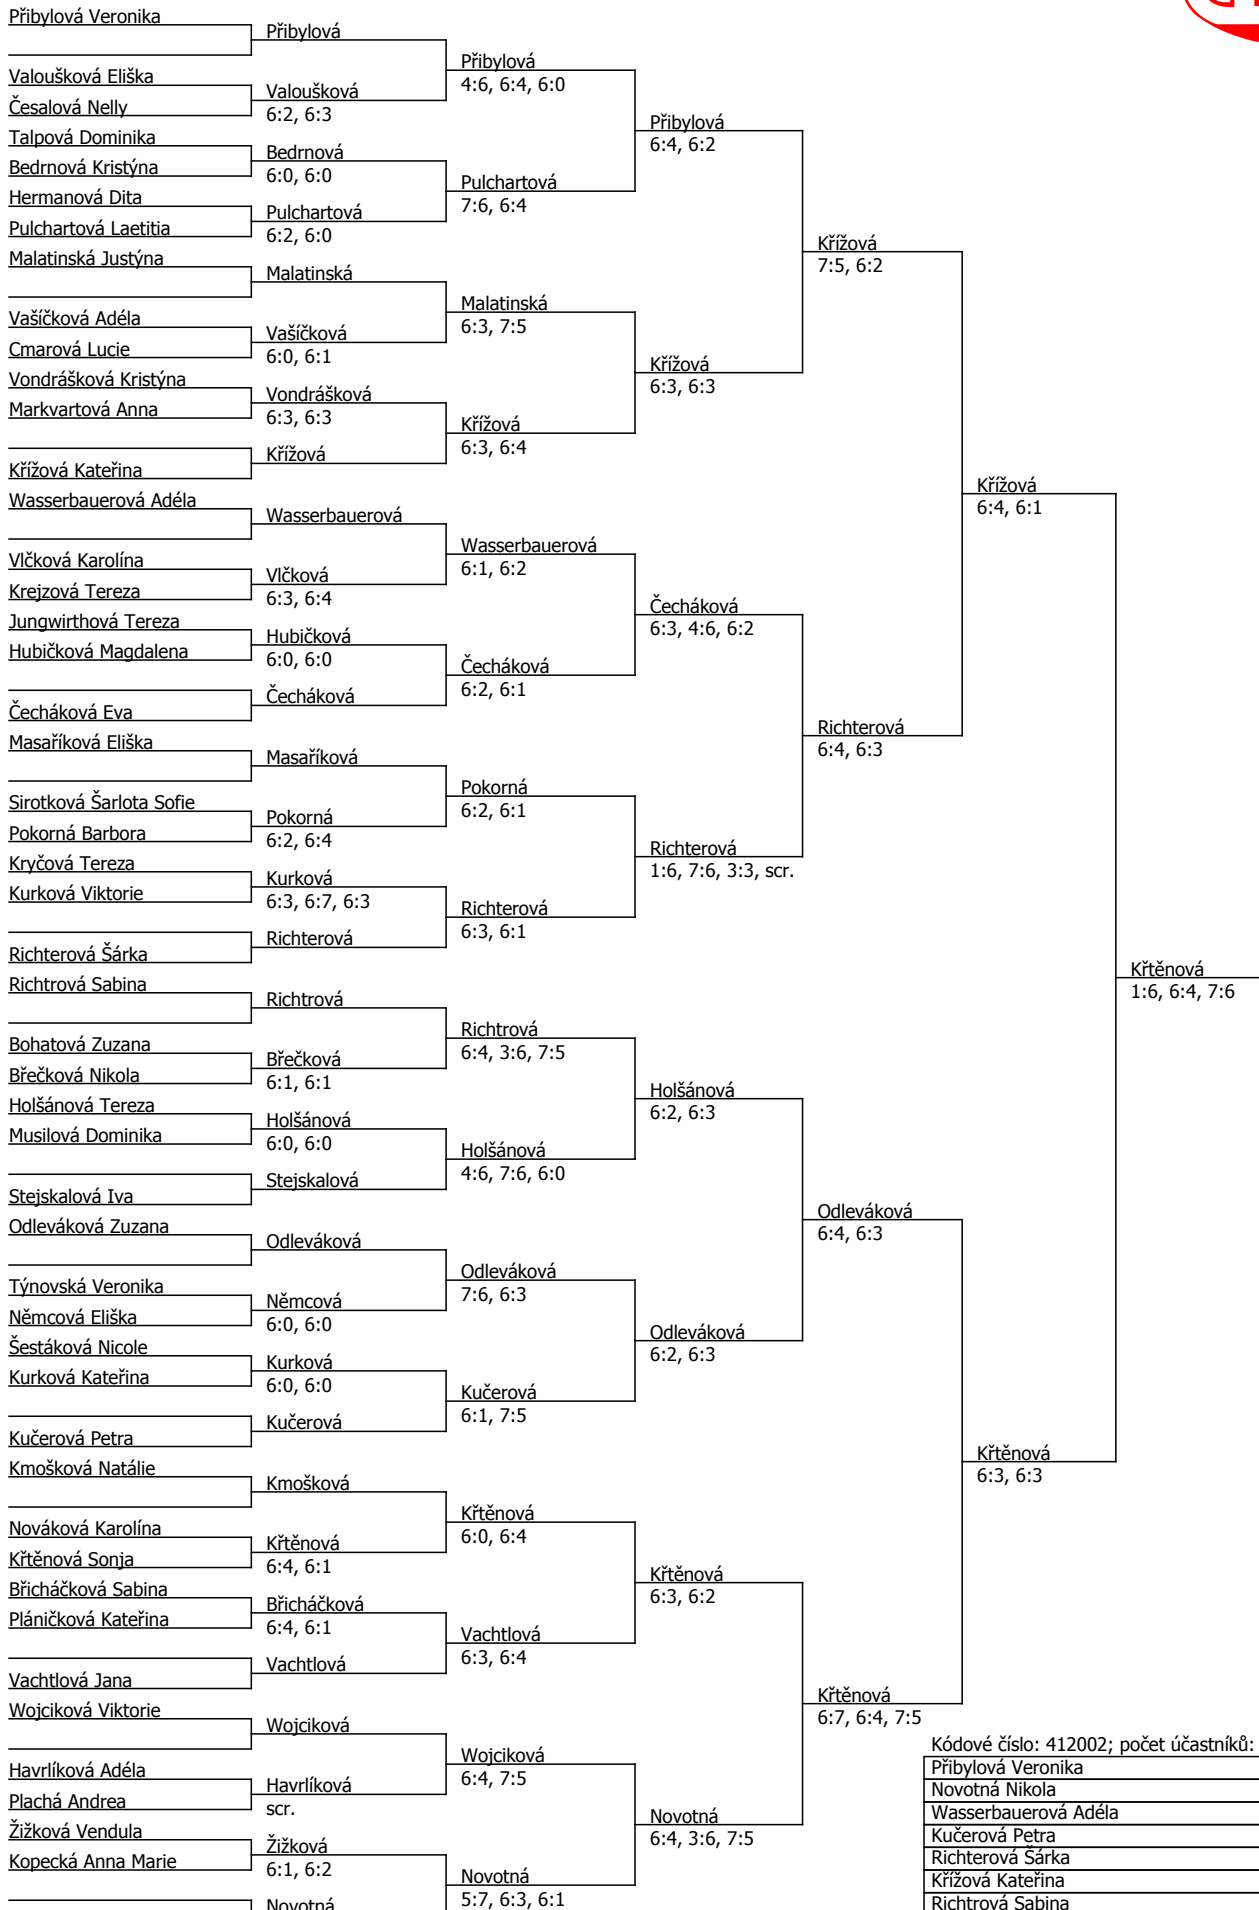 Přibylová Veronika
Valoušková Eliška
Česalová Nelly
Talpová Dominika
Bedrnová Kristýna
Hermanová Dita
Pulchartová Laetitia
Malatinská Justýna
Vašíčková Adéla
Cmarová Lucie
Vondrášková Kristýna
Markvartová Anna
Křížová Kateřina
Wasserbauerová Adéla
Vlčková Karolína
Krejzová Tereza
Jungwirthová Tereza
Hubičková Magdalena
Čecháková Eva
Masaříková Eliška
Sirotková Šarlota Sofie
Pokorná Barbora
Kryčová Tereza
Kurková Viktorie
Richterová Šárka
Richtrová Sabina
Bohatová Zuzana
Břečková Nikola
Holšánová Tereza
Musilová Dominika
Stejskalová Iva
Odleváková Zuzana
Týnovská Veronika
Němcová Eliška
Šestáková Nicole
Kurková Kateřina
Kučerová Petra
Kmošková Natálie
Nováková Karolína
Křtěnová Sonja
Břicháčková Sabina
Pláničková Kateřina
Vachtlová Jana
Wojciková Viktorie
Havrlíková Adéla
Plachá Andrea
Žižková Vendula
Kopecká Anna Marie
Přibylová
Valoušková
6:2, 6:3
Bedrnová
6:0, 6:0
Pulchartová
6:2, 6:0
Malatinská
Vašíčková
6:0, 6:1
Vondrášková
6:3, 6:3
Křížová
Wasserbauerová
Vlčková
6:3, 6:4
Hubičková
6:0, 6:0
Čecháková
Masaříková
Pokorná
6:2, 6:4
Kurková
6:3, 6:7, 6:3
Richterová
Richtrová
Břečková
6:1, 6:1
Holšánová
6:0, 6:0
Stejskalová
Odleváková
Němcová
6:0, 6:0
Kurková
6:0, 6:0
Kučerová
Kmošková
Křtěnová
6:4, 6:1
Břicháčková
6:4, 6:1
Vachtlová
Wojciková
Havrlíková
scr.
Žižková
6:1, 6:2
Novotná
Přibylová
4:6, 6:4, 6:0
Pulchartová
7:6, 6:4
Malatinská
6:3, 7:5
Křížová
6:3, 6:4
Wasserbauerová
6:1, 6:2
Čecháková
6:2, 6:1
Pokorná
6:2, 6:1
Richterová
6:3, 6:1
Richtrová
6:4, 3:6, 7:5
Holšánová
4:6, 7:6, 6:0
Odleváková
7:6, 6:3
Kučerová
6:1, 7:5
Křtěnová
6:0, 6:4
Vachtlová
6:3, 6:4
Wojciková
6:4, 7:5
Novotná
5:7, 6:3, 6:1
Přibylová
6:4, 6:2
Křížová
6:3, 6:3
Čecháková
6:3, 4:6, 6:2
Richterová
1:6, 7:6, 3:3, scr.
Holšánová
6:2, 6:3
Odleváková
6:2, 6:3
Křtěnová
6:3, 6:2
Novotná
6:4, 3:6, 7:5
Křížová
7:5, 6:2
Richterová
6:4, 6:3
Odleváková
6:4, 6:3
Křtěnová
6:7, 6:4, 7:5
Křížová
6:4, 6:1
Křtěnová
6:3, 6:3
Křtěnová
1:6, 6:4, 7:6
Kódové číslo: 412002; počet účastníků:
Přibylová Veronika
Novotná Nikola
Wasserbauerová Adéla
Kučerová Petra
Richterová Šárka
Křížová Kateřina
Richtrová Sabina